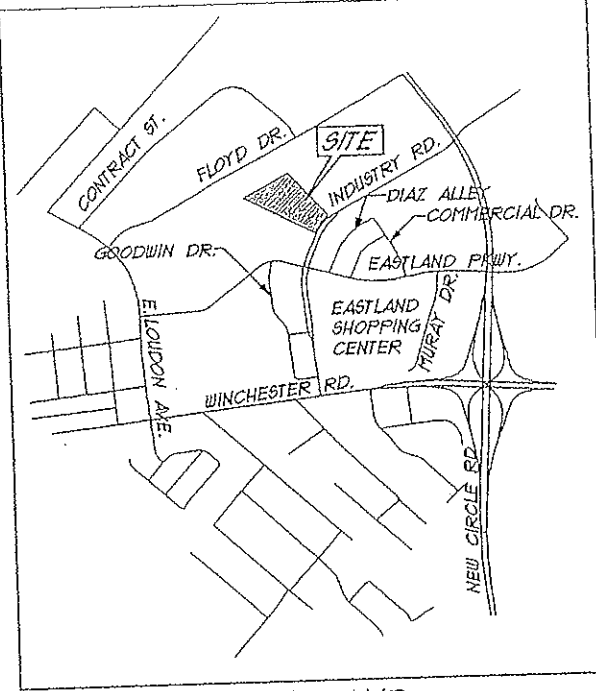 CONTRACT ST.
FLOYD DR.
SITE
INDUSTRY RD.
DIAZ ALLEY
COMMERCIAL DR.
GOODWIN DR.
EASTLAND PKWY.
E. LOUDON AVE.
EASTLAND
SHOPPING
CENTER
MURAY DR.
WINCHESTER RD.
NEW CIRCLE RD.